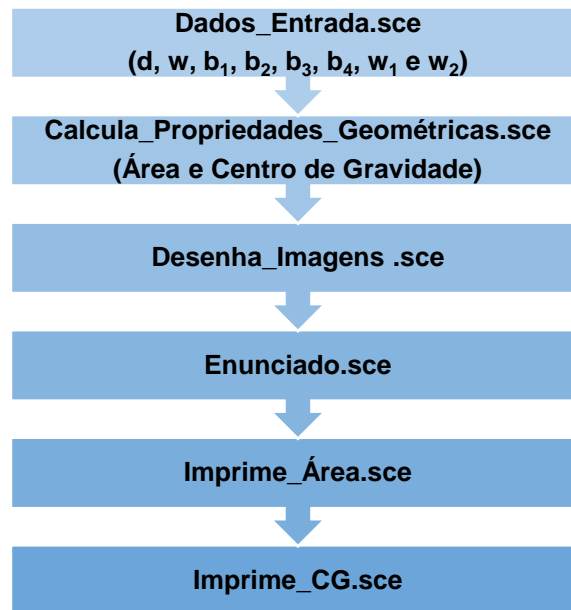 Dados_Entrada.sce
(d, w, b₁, b₂, b₃, b₄, w₁ e w₂)
Calcula_Propriedades_Geométricas.sce
(Área e Centro de Gravidade)
Desenha_Imagens .sce
Enunciado.sce
Imprime_Área.sce
Imprime_CG.sce